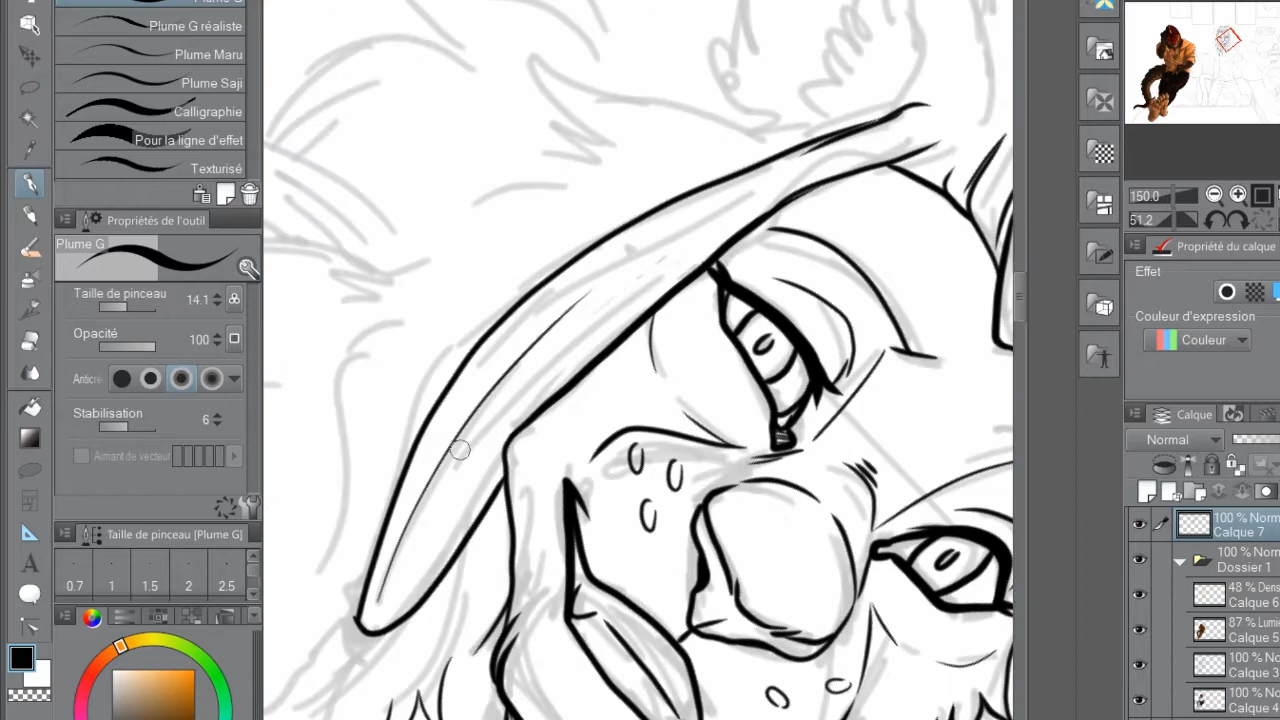 Plume G
Plume G réaliste
Plume Maru
Plume Saji
Calligraphie
Pour la ligne d'effet
Texturisé
Propriétés de l'outil
Plume G
Taille de pinceau 14.1
Opacité 100
Anticré
Stabilisation 6
Aimant de vecteur
Taille de pinceau [Plume G]
0.7 1 1.5 2 2.5
150.0
51.2
Propriété du calque
Effet
Couleur d'expression
Couleur
Calque
Normal
100 % Norm
Calque 7
100 % Nor
Dossier 1
48 % Dens
Calque 6
87 % Lumi
Calque 5
100 % No
Calque 3
100 % No
Calque 4